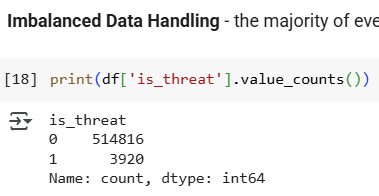 Imbalanced Data Handling - the majority of eve
[18] print(df['is_threat'].value_counts())
is_threat
0    514816
1      3920
Name: count, dtype: int64